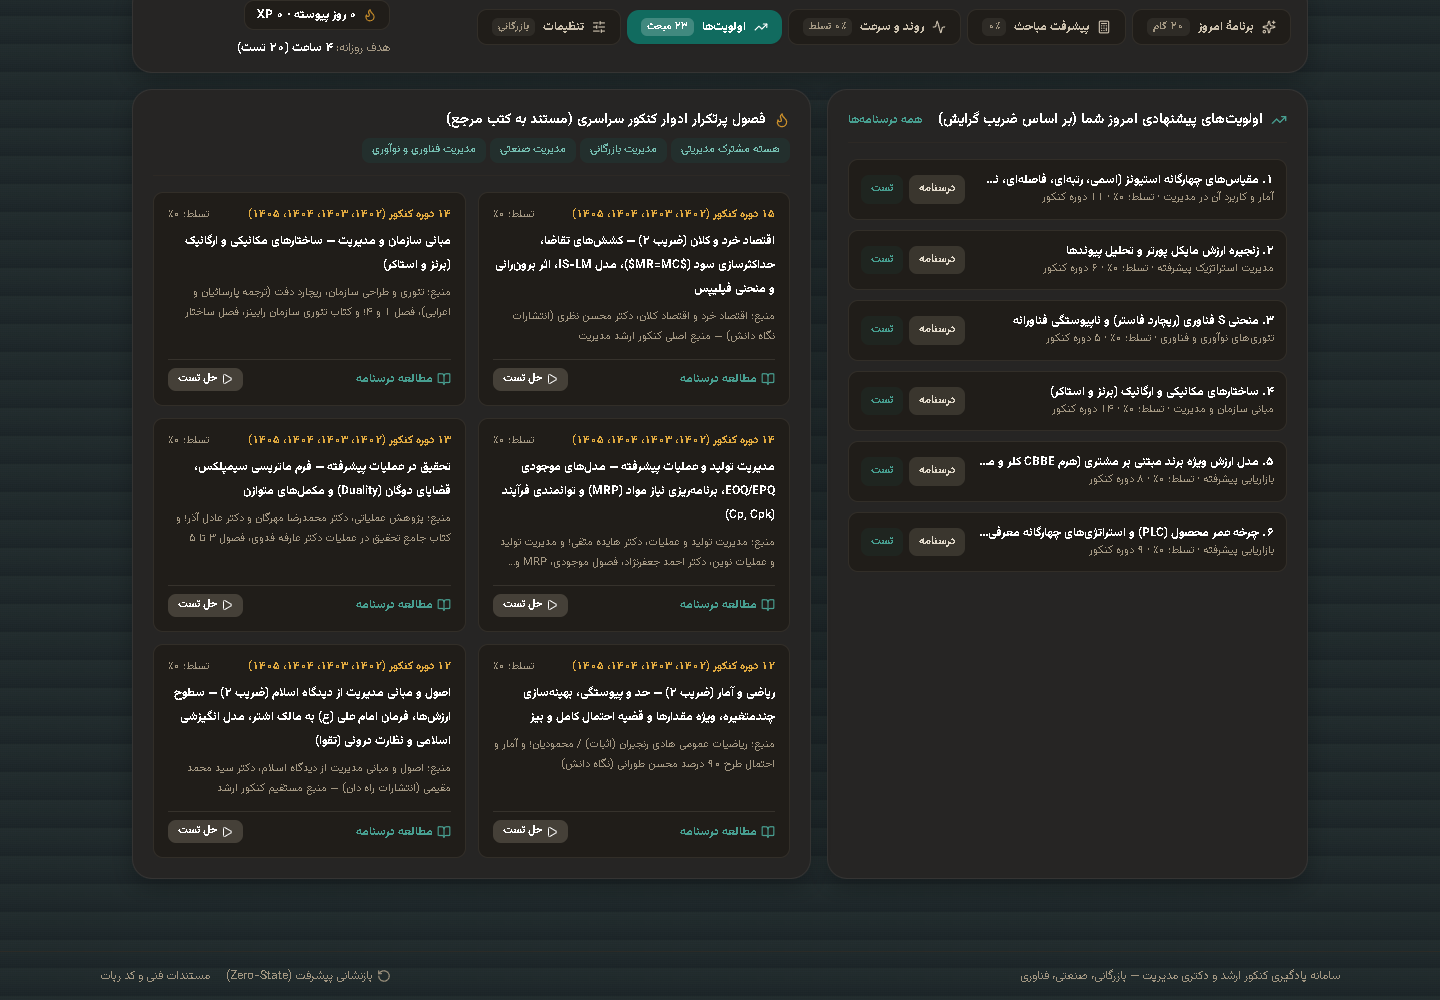 برنامهٔ امروز ۲۰ گام
پیشرفت مباحث ۰٪
روند و سرعت ۰٪ تسلط
اولویت‌ها ۲۳ مبحث
تنظیمات بازرگانی
۰ روز پیوسته · ۰ XP
هدف روزانه: ۴ ساعت (۲۰ تست)
اولویت‌های پیشنهادی امروز شما (بر اساس ضریب گرایش) همه درسنامه‌ها
۱. مقیاس‌های چهارگانه استیونز (اسمی، رتبه‌ای، فاصله‌ای، نـ...
آمار و کاربرد آن در مدیریت · تسلط: ۰٪ · ۱۱ دوره کنکور
درسنامه تست
۲. زنجیره ارزش مایکل پورتر و تحلیل پیوندها
مدیریت استراتژیک پیشرفته · تسلط: ۰٪ · ۶ دوره کنکور
درسنامه تست
۳. منحنی S فناوری (ریچارد فاستر) و ناپیوستگی فناورانه
تئوری‌های نوآوری و فناوری · تسلط: ۰٪ · ۵ دوره کنکور
درسنامه تست
۴. ساختارهای مکانیکی و ارگانیک (برنز و استاکر)
مبانی سازمان و مدیریت · تسلط: ۰٪ · ۱۴ دوره کنکور
درسنامه تست
۵. مدل ارزش ویژه برند مبتنی بر مشتری (هرم CBBE کلر و مـ...
بازاریابی پیشرفته · تسلط: ۰٪ · ۸ دوره کنکور
درسنامه تست
۶. چرخه عمر محصول (PLC) و استراتژی‌های چهارگانه معرفی...
بازاریابی پیشرفته · تسلط: ۰٪ · ۹ دوره کنکور
درسنامه تست
فصول پرتکرار ادوار کنکور سراسری (مستند به کتب مرجع)
هسته مشترک مدیریتی مدیریت بازرگانی مدیریت صنعتی مدیریت فناوری و نوآوری
۱۵ دوره کنکور (۱۴۰۲، ۱۴۰۳، ۱۴۰۴، ۱۴۰۵) تسلط: ۰٪
اقتصاد خرد و کلان (ضریب ۲) — کشش‌های تقاضا،
حداکثرسازی سود ($MR=MC$)، مدل IS-LM، اثر برون‌رانی
و منحنی فیلیپس
منبع: اقتصاد خرد و اقتصاد کلان، دکتر محسن نظری (انتشارات
نگاه دانش) — منبع اصلی کنکور ارشد مدیریت
مطالعه درسنامه حل تست
۱۴ دوره کنکور (۱۴۰۲، ۱۴۰۳، ۱۴۰۴، ۱۴۰۵) تسلط: ۰٪
مبانی سازمان و مدیریت — ساختارهای مکانیکی و ارگانیک
(برنز و استاکر)
منبع: تئوری و طراحی سازمان، ریچارد دفت (ترجمه پارسائیان و
اعرابی)، فصل ۱ و ۴؛ و کتاب تئوری سازمان رابینز، فصل ساختار
مطالعه درسنامه حل تست
۱۴ دوره کنکور (۱۴۰۲، ۱۴۰۳، ۱۴۰۴، ۱۴۰۵) تسلط: ۰٪
مدیریت تولید و عملیات پیشرفته — مدل‌های موجودی
EOQ/EPQ، برنامه‌ریزی نیاز مواد (MRP) و توانمندی فرآیند
(Cp, Cpk)
منبع: مدیریت تولید و عملیات، دکتر هایده متقی؛ و مدیریت تولید
و عملیات نوین، دکتر احمد جعفرنژاد، فصول موجودی، MRP و...
مطالعه درسنامه حل تست
۱۳ دوره کنکور (۱۴۰۲، ۱۴۰۳، ۱۴۰۴، ۱۴۰۵) تسلط: ۰٪
تحقیق در عملیات پیشرفته — فرم ماتریسی سیمپلکس،
قضایای دوگان (Duality) و مکمل‌های متوازن
منبع: پژوهش عملیاتی، دکتر محمدرضا مهرگان و دکتر عادل آذر؛ و
کتاب جامع تحقیق در عملیات دکتر عارفه فدوی، فصول ۳ تا ۵
مطالعه درسنامه حل تست
۱۲ دوره کنکور (۱۴۰۲، ۱۴۰۳، ۱۴۰۴، ۱۴۰۵) تسلط: ۰٪
ریاضی و آمار (ضریب ۲) — حد و پیوستگی، بهینه‌سازی
چندمتغیره، ویژه مقدارها و قضیه احتمال کامل و بیز
منبع: ریاضیات عمومی هادی رنجبران (اثبات) / محمودیان؛ و آمار و
احتمال طرح ۹۰ درصد محسن طورانی (نگاه دانش)
مطالعه درسنامه حل تست
۱۲ دوره کنکور (۱۴۰۲، ۱۴۰۳، ۱۴۰۴، ۱۴۰۵) تسلط: ۰٪
اصول و مبانی مدیریت از دیدگاه اسلام (ضریب ۲) — سطوح
ارزش‌ها، فرمان امام علی (ع) به مالک اشتر، مدل انگیزشی
اسلامی و نظارت درونی (تقوا)
منبع: اصول و مبانی مدیریت از دیدگاه اسلام، دکتر سید محمد
مقیمی (انتشارات راه دان) — منبع مستقیم کنکور ارشد
مطالعه درسنامه حل تست
سامانه یادگیری کنکور ارشد و دکتری مدیریت — بازرگانی، صنعتی، فناوری
بازنشانی پیشرفت (Zero-State) مستندات فنی و کد ربات